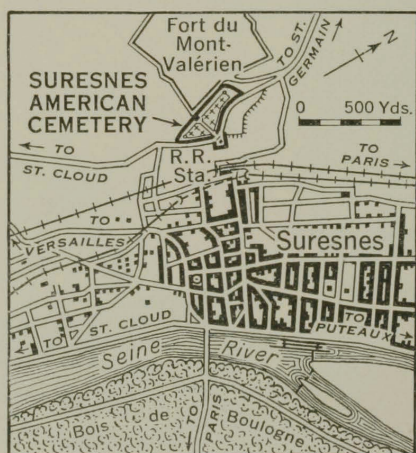 Fort du
Mont-
Valérien
TO ST.
GERMAIN
N
SURESNES
AMERICAN
CEMETERY
0 500 Yds.
TO
ST. CLOUD
R.R.
Sta.
TO
PARIS
TO
VERSAILLES
Suresnes
TO
ST. CLOUD
TO
PUTEAUX
Seine River
Bois de Boulogne
TO
PARIS